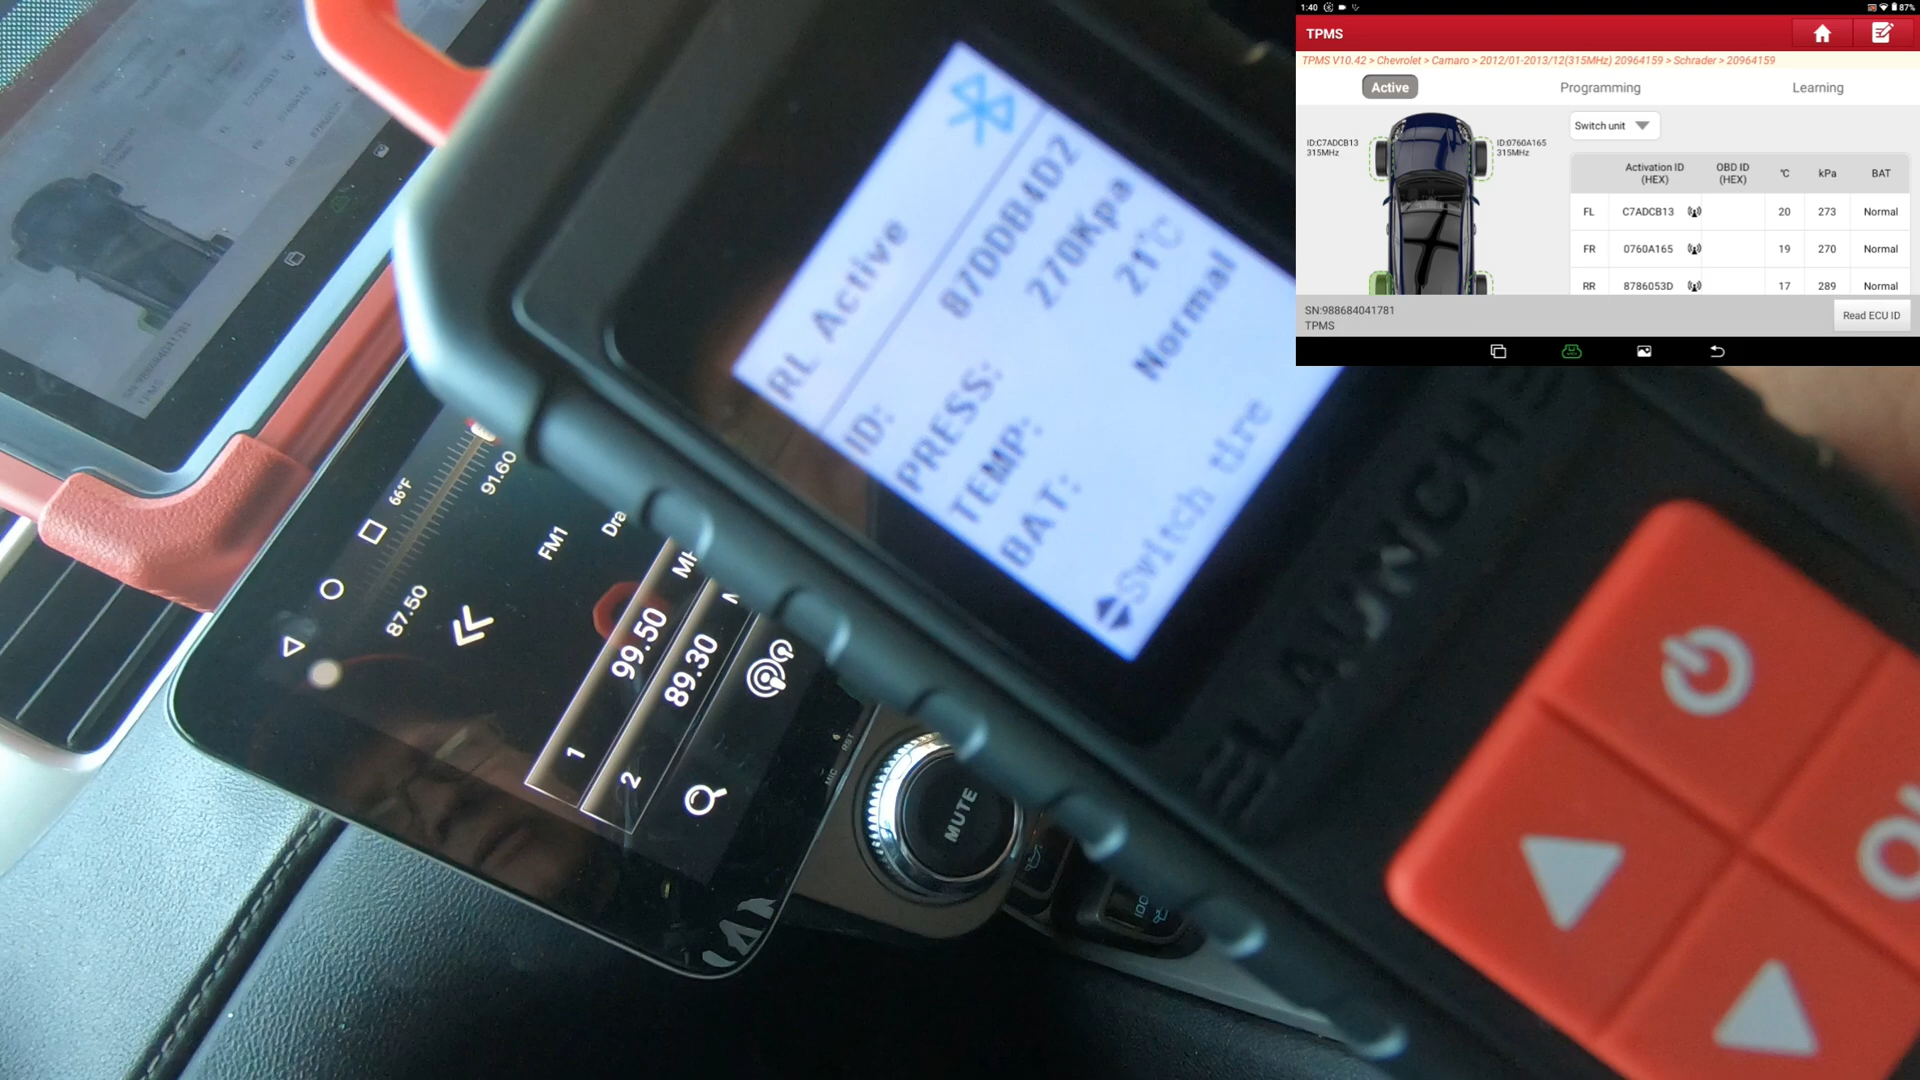 1:40
87%
TPMS
TPMS V10.42 > Chevrolet > Camaro > 2012/01-2013/12(315MHz) 20964159 > Schrader > 20964159
Active Programming Learning
ID:C7ADCB13
315MHz
ID:0760A165
315MHz
Switch unit
Activation ID (HEX) OBD ID (HEX) °C kPa BAT
FL C7ADCB13 20 273 Normal
FR 0760A165 19 270 Normal
RR 8786053D 17 289 Normal
SN:988684041781
TPMS
Read ECU ID
RL Active
ID: 87DDB4D2
PRESS: 270Kpa
TEMP: 21°C
BAT: Normal
Switch tire
LAUNCH
66°F
87.50
91.60
FM1
99.50
1
89.30
2
MUTE
MIC
RST